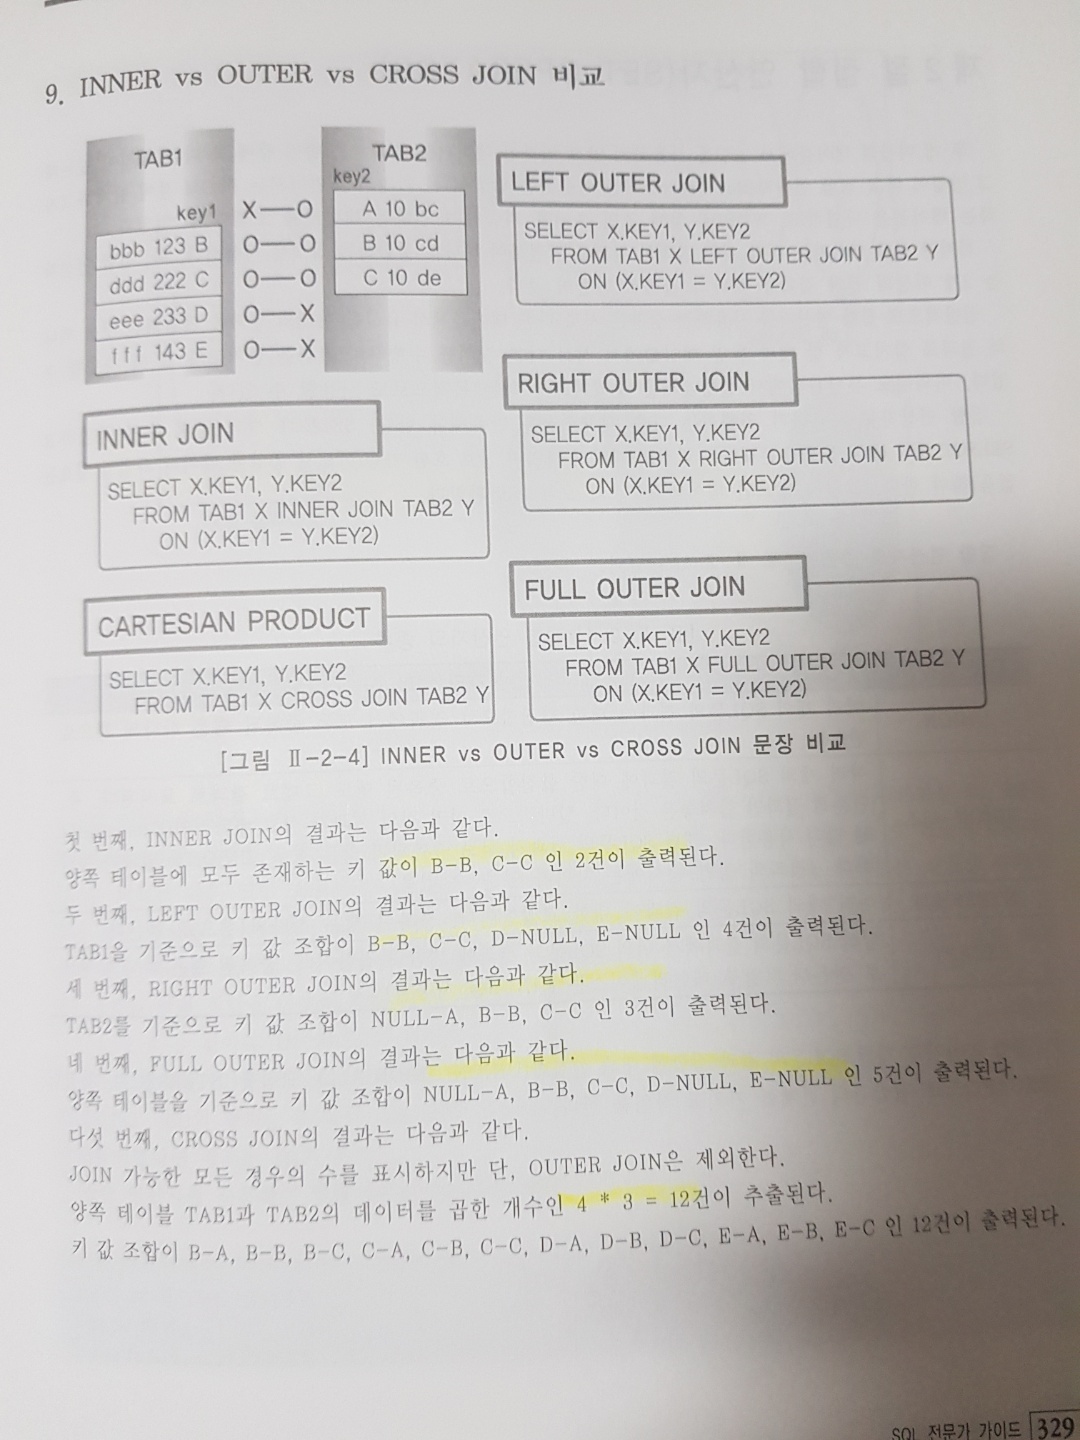 9. INNER vs OUTER vs CROSS JOIN 비교
TAB1
key1
bbb 123 B
ddd 222 C
eee 233 D
fff 143 E
X──O
O──O
O──O
O──X
O──X
TAB2
key2
A 10 bc
B 10 cd
C 10 de
LEFT OUTER JOIN
SELECT X.KEY1, Y.KEY2
FROM TAB1 X LEFT OUTER JOIN TAB2 Y
ON (X.KEY1 = Y.KEY2)
RIGHT OUTER JOIN
SELECT X.KEY1, Y.KEY2
FROM TAB1 X RIGHT OUTER JOIN TAB2 Y
ON (X.KEY1 = Y.KEY2)
INNER JOIN
SELECT X.KEY1, Y.KEY2
FROM TAB1 X INNER JOIN TAB2 Y
ON (X.KEY1 = Y.KEY2)
FULL OUTER JOIN
SELECT X.KEY1, Y.KEY2
FROM TAB1 X FULL OUTER JOIN TAB2 Y
ON (X.KEY1 = Y.KEY2)
CARTESIAN PRODUCT
SELECT X.KEY1, Y.KEY2
FROM TAB1 X CROSS JOIN TAB2 Y
[그림 Ⅱ-2-4] INNER vs OUTER vs CROSS JOIN 문장 비교
첫 번째, INNER JOIN의 결과는 다음과 같다.
양쪽 테이블에 모두 존재하는 키 값이 B-B, C-C 인 2건이 출력된다.
두 번째, LEFT OUTER JOIN의 결과는 다음과 같다.
TAB1을 기준으로 키 값 조합이 B-B, C-C, D-NULL, E-NULL 인 4건이 출력된다.
세 번째, RIGHT OUTER JOIN의 결과는 다음과 같다.
TAB2를 기준으로 키 값 조합이 NULL-A, B-B, C-C 인 3건이 출력된다.
네 번째, FULL OUTER JOIN의 결과는 다음과 같다.
양쪽 테이블을 기준으로 키 값 조합이 NULL-A, B-B, C-C, D-NULL, E-NULL 인 5건이 출력된다.
다섯 번째, CROSS JOIN의 결과는 다음과 같다.
JOIN 가능한 모든 경우의 수를 표시하지만 단, OUTER JOIN은 제외한다.
양쪽 테이블 TAB1과 TAB2의 데이터를 곱한 개수인 4 * 3 = 12건이 추출된다.
키 값 조합이 B-A, B-B, B-C, C-A, C-B, C-C, D-A, D-B, D-C, E-A, E-B, E-C 인 12건이 출력된다.
SQL 전문가 가이드 329